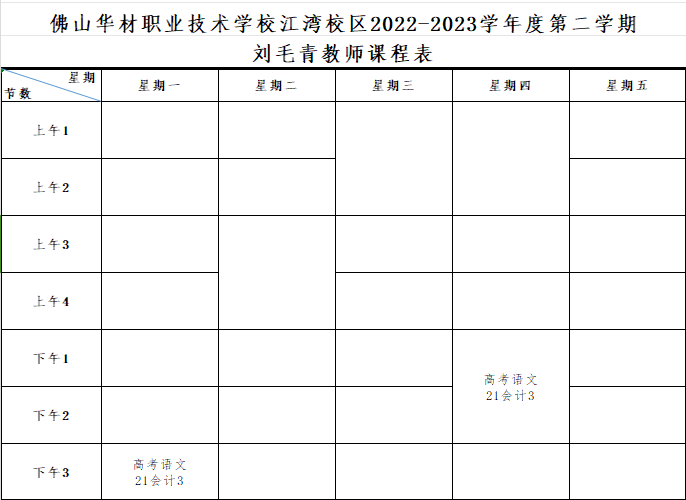 佛山华材职业技术学校江湾校区2022-2023学年度第二学期
刘毛青教师课程表
星期
节数
星期一 星期二 星期三 星期四 星期五
上午1
上午2
上午3
上午4
下午1
高考语文
21会计3
下午2
下午3
高考语文
21会计3